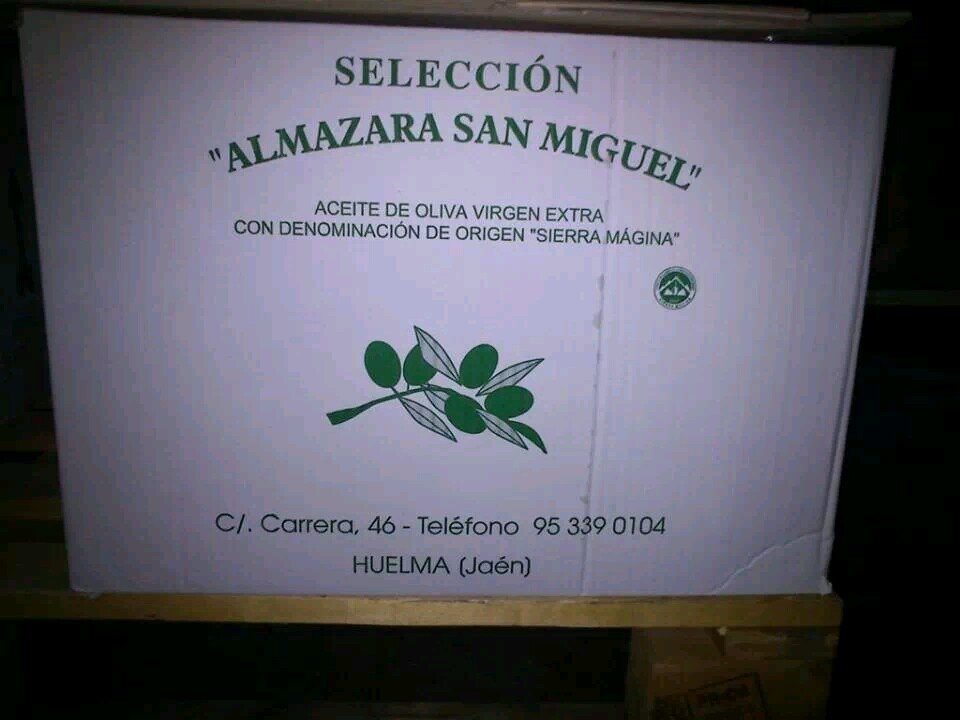 SELECCIÓN
"ALMAZARA SAN MIGUEL"
ACEITE DE OLIVA VIRGEN EXTRA
CON DENOMINACIÓN DE ORIGEN "SIERRA MÁGINA"
C/. Carrera, 46 - Teléfono 95 339 0104
HUELMA (Jaén)